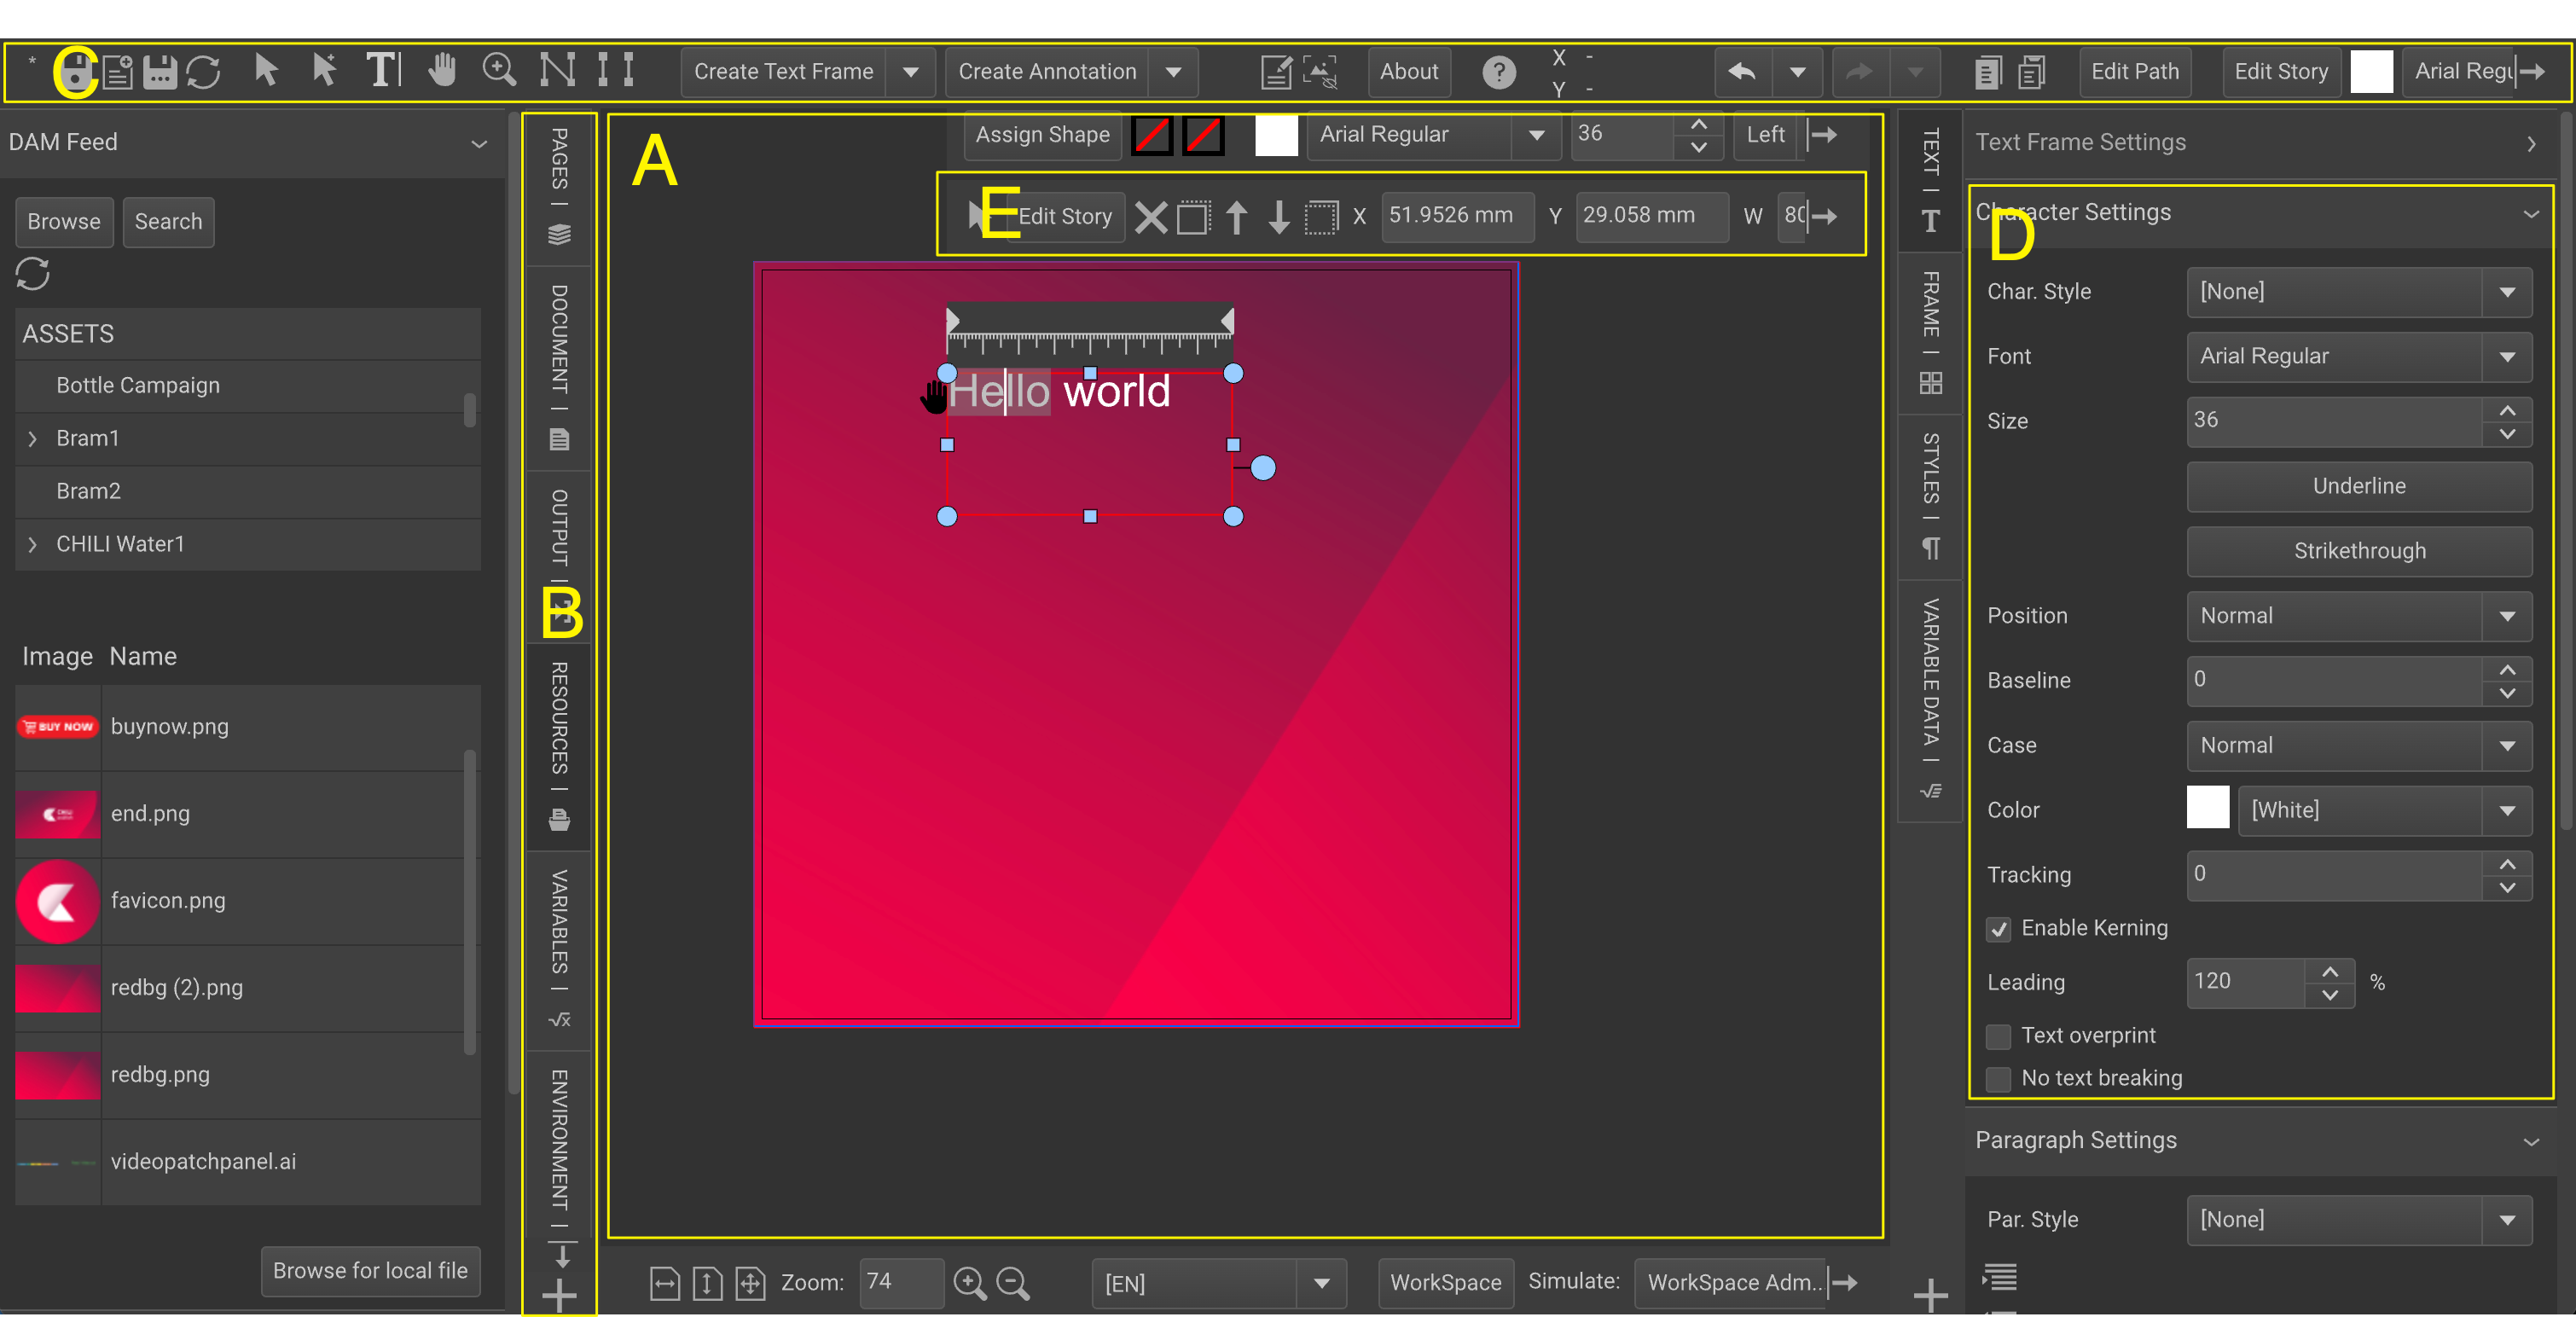 * C T Create Text Frame Create Annotation About ? X - Y - Edit Path Edit Story Arial Regu
DAM Feed
Browse Search
ASSETS
Bottle Campaign
Bram1
Bram2
CHILI Water1
Image Name
BUY NOW buynow.png
end.png
favicon.png
redbg (2).png
redbg.png
videopatchpanel.ai
Browse for local file
PAGES
DOCUMENT
OUTPUT
B
RESOURCES
VARIABLES
√x
ENVIRONMENT
A
Assign Shape Arial Regular 36 Left
E Edit Story X 51.9526 mm Y 29.058 mm W 80
Hello world
Zoom: 74 [EN] WorkSpace Simulate: WorkSpace Adm..
TEXT
T
FRAME
STYLES
¶
VARIABLE DATA
Text Frame Settings
Character Settings
D
Char. Style [None]
Font Arial Regular
Size 36
Underline
Strikethrough
Position Normal
Baseline 0
Case Normal
Color [White]
Tracking 0
Enable Kerning
Leading 120 %
Text overprint
No text breaking
Paragraph Settings
Par. Style [None]